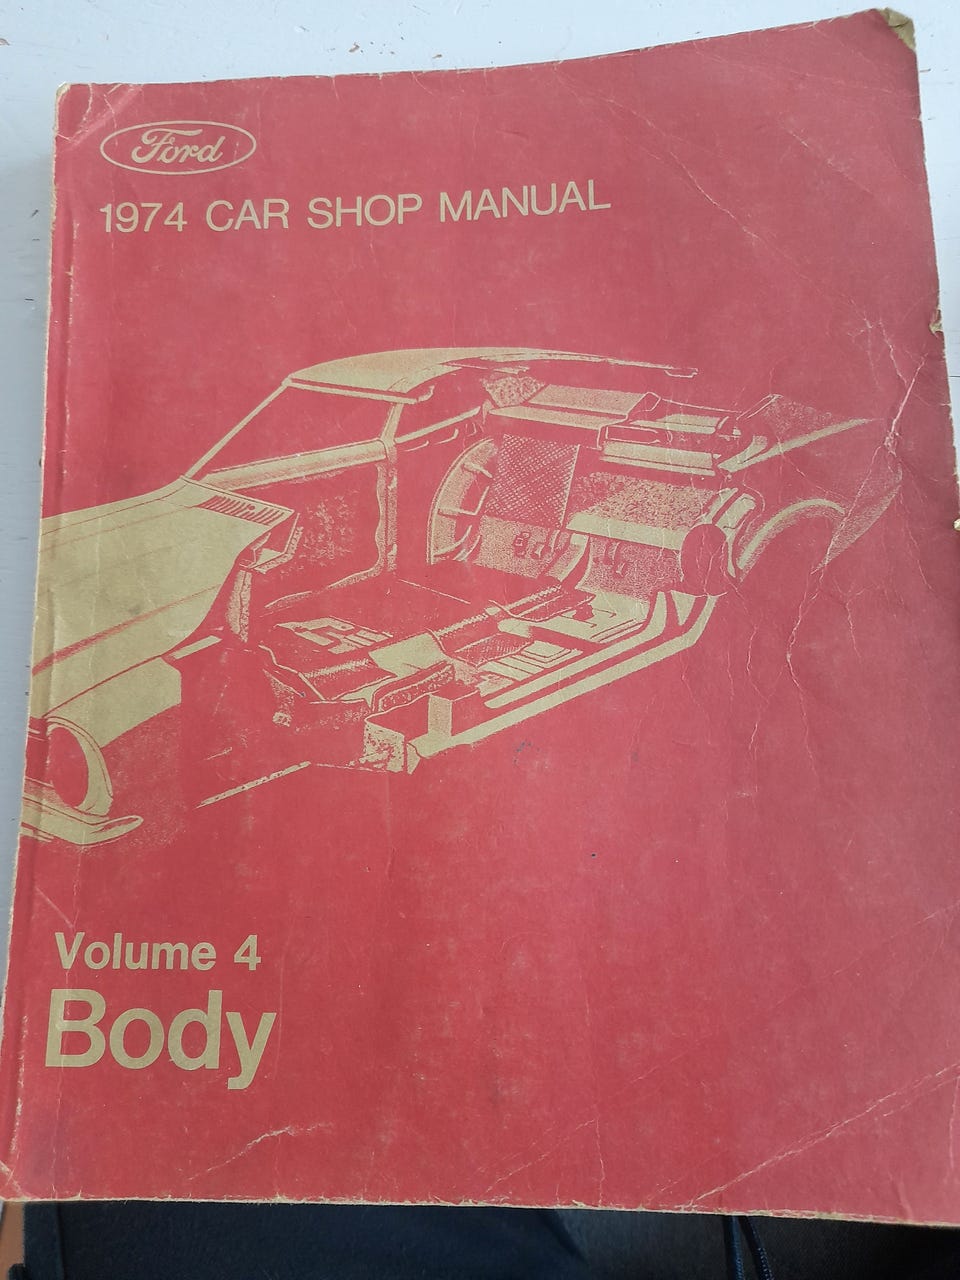 Ford
1974 CAR SHOP MANUAL
Volume 4
Body